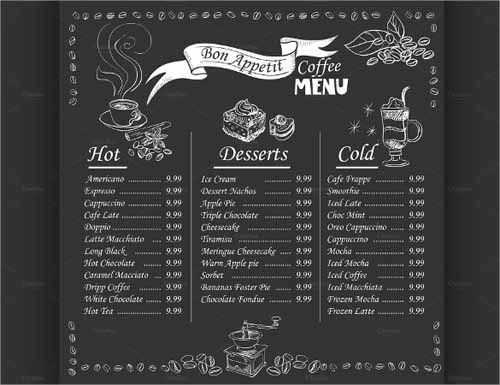 Bon Appetit
Coffee
MENU
Hot
Americano ................ 9.99
Espresso ................ 9.99
Cappuccino ............. 9.99
Cafe Late ............... 9.99
Doppio ................... 9.99
Latte Macchiato ... 9.99
Long Black ............ 9.99
Hot Chocolate ....... 9.99
Caramel Macciato ... 9.99
Dripp Coffee .......... 9.99
White Chocolate ..... 9.99
Hot Tea ................. 9.99
Desserts
Ice Cream ............... 9.99
Dessert Nachos ........ 9.99
Apple Pie ............... 9.99
Triple Chocolate ...... 9.99
Cheesecake ............. 9.99
Tiramisu ................ 9.99
Meringue Cheesecake .... 9.99
Warm Apple pie ........ 9.99
Sorbet ................... 9.99
Bananas Foster Pie .... 9.99
Chocolate Fondue ...... 9.99
Cold
Cafe Frappe ............. 9.99
Smoothie ................ 9.99
Iced Late ............... 9.99
Choc Mint .............. 9.99
Oreo Cappuccino ...... 9.99
Cappuccino ............. 9.99
Mocha ................... 9.99
Iced Mocha ............. 9.99
Iced Coffee ............. 9.99
Iced Macchiata ........ 9.99
Frozen Mocha .......... 9.99
Frozen Latte ........... 9.99